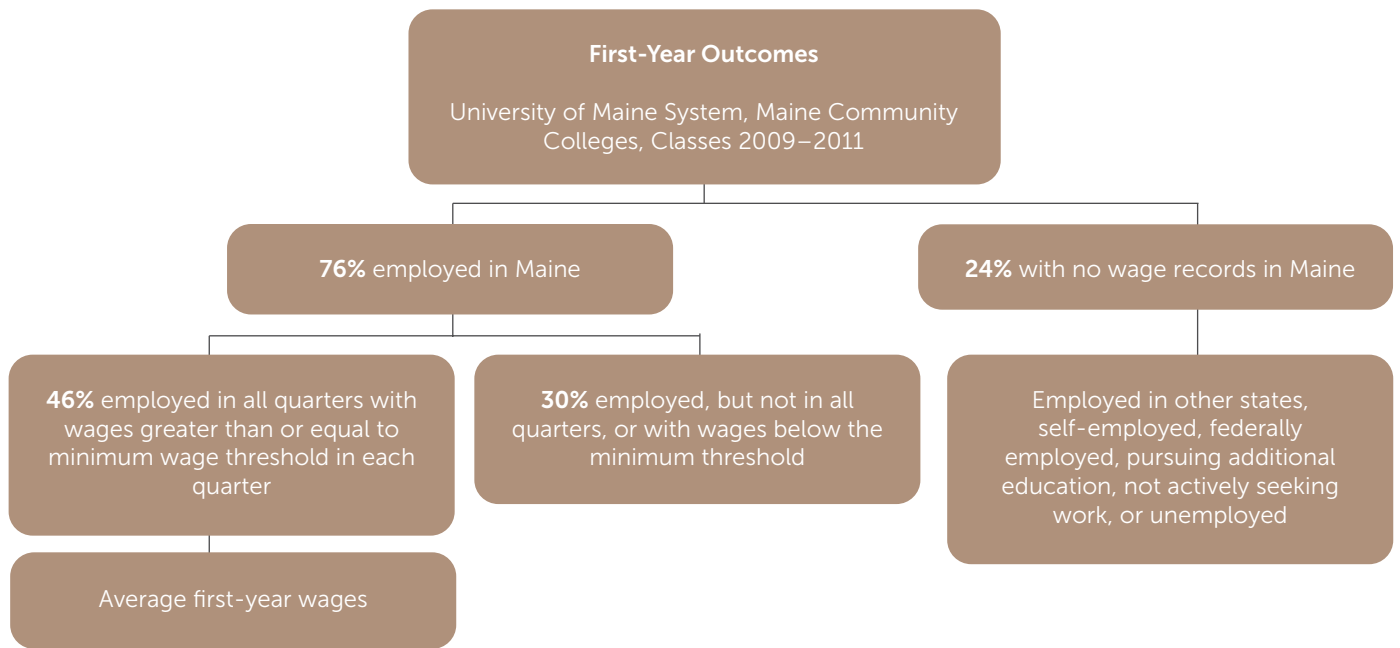 First-Year Outcomes
University of Maine System, Maine Community
Colleges, Classes 2009–2011
76% employed in Maine
24% with no wage records in Maine
46% employed in all quarters with
wages greater than or equal to
minimum wage threshold in each
quarter
30% employed, but not in all
quarters, or with wages below the
minimum threshold
Employed in other states,
self-employed, federally
employed, pursuing additional
education, not actively seeking
work, or unemployed
Average first-year wages